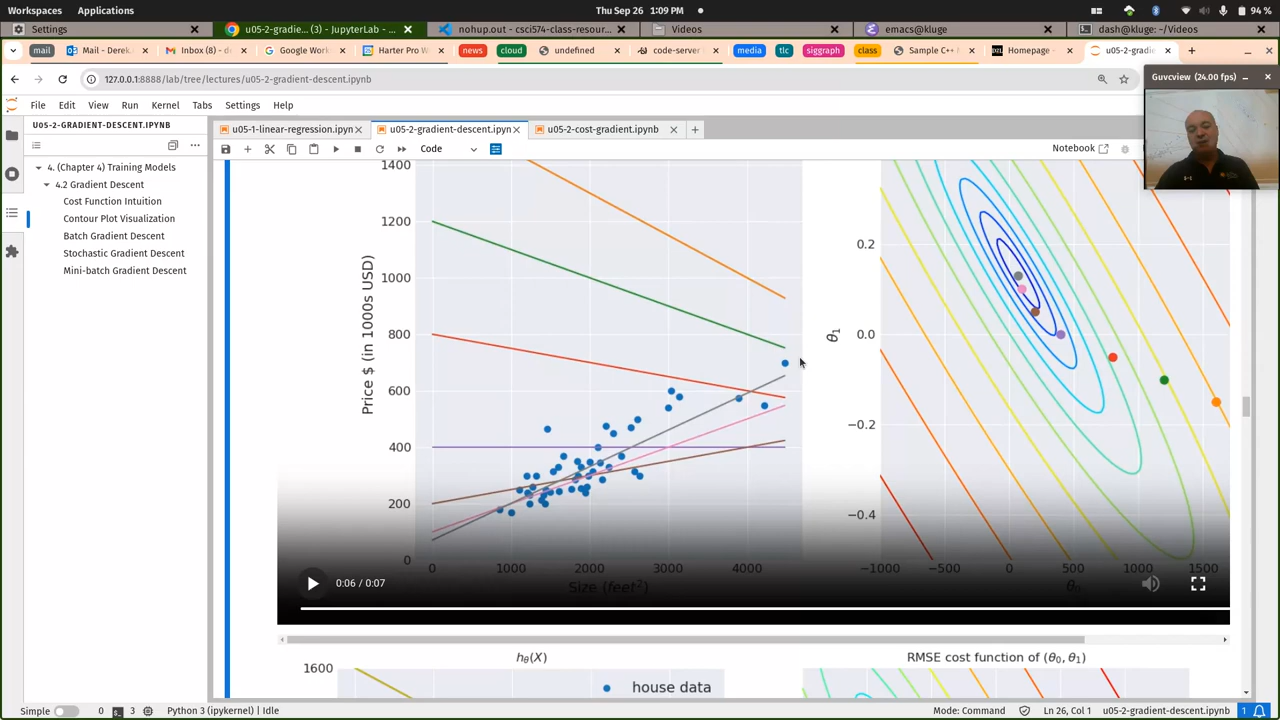 Workspaces Applications Thu Sep 26 1:09 PM 94 %
Settings × u05-2-gradie... (3) - JupyterLab - ... × nohup.out - csci574-class-resour... × Videos × emacs@kluge × dash@kluge: ~/Videos
mail Mail - Derek. × Inbox (8) - d × Google Work × Harter Pro W × news cloud undefined × code-server × media tlc siggraph class Sample C++ × Homepage - × u05-2-gradi ×
127.0.0.1:8888/lab/tree/lectures/u05-2-gradient-descent.ipynb
Guvcview (24.00 fps)
File Edit View Run Kernel Tabs Settings Help
U05-2-GRADIENT-DESCENT.IPYNB
u05-1-linear-regression.ipyn × u05-2-gradient-descent.ipyn × u05-2-cost-gradient.ipynb ×
Code Notebook
4. (Chapter 4) Training Models
4.2 Gradient Descent
Cost Function Intuition
Contour Plot Visualization
Batch Gradient Descent
Stochastic Gradient Descent
Mini-batch Gradient Descent
1400
1200
1000
800
600
400
200
0
Price $ (in 1000s USD)
0 1000 2000 3000 4000
Size (feet²)
0.2
0.0
−0.2
−0.4
θ₁
−1000 −500 0 500 1000 1500
θ₀
0:06 / 0:07
hθ(X) RMSE cost function of (θ₀, θ₁)
1600
house data
Simple 0 3 Python 3 (ipykernel) | Idle Mode: Command Ln 26, Col 1 u05-2-gradient-descent.ipynb 1